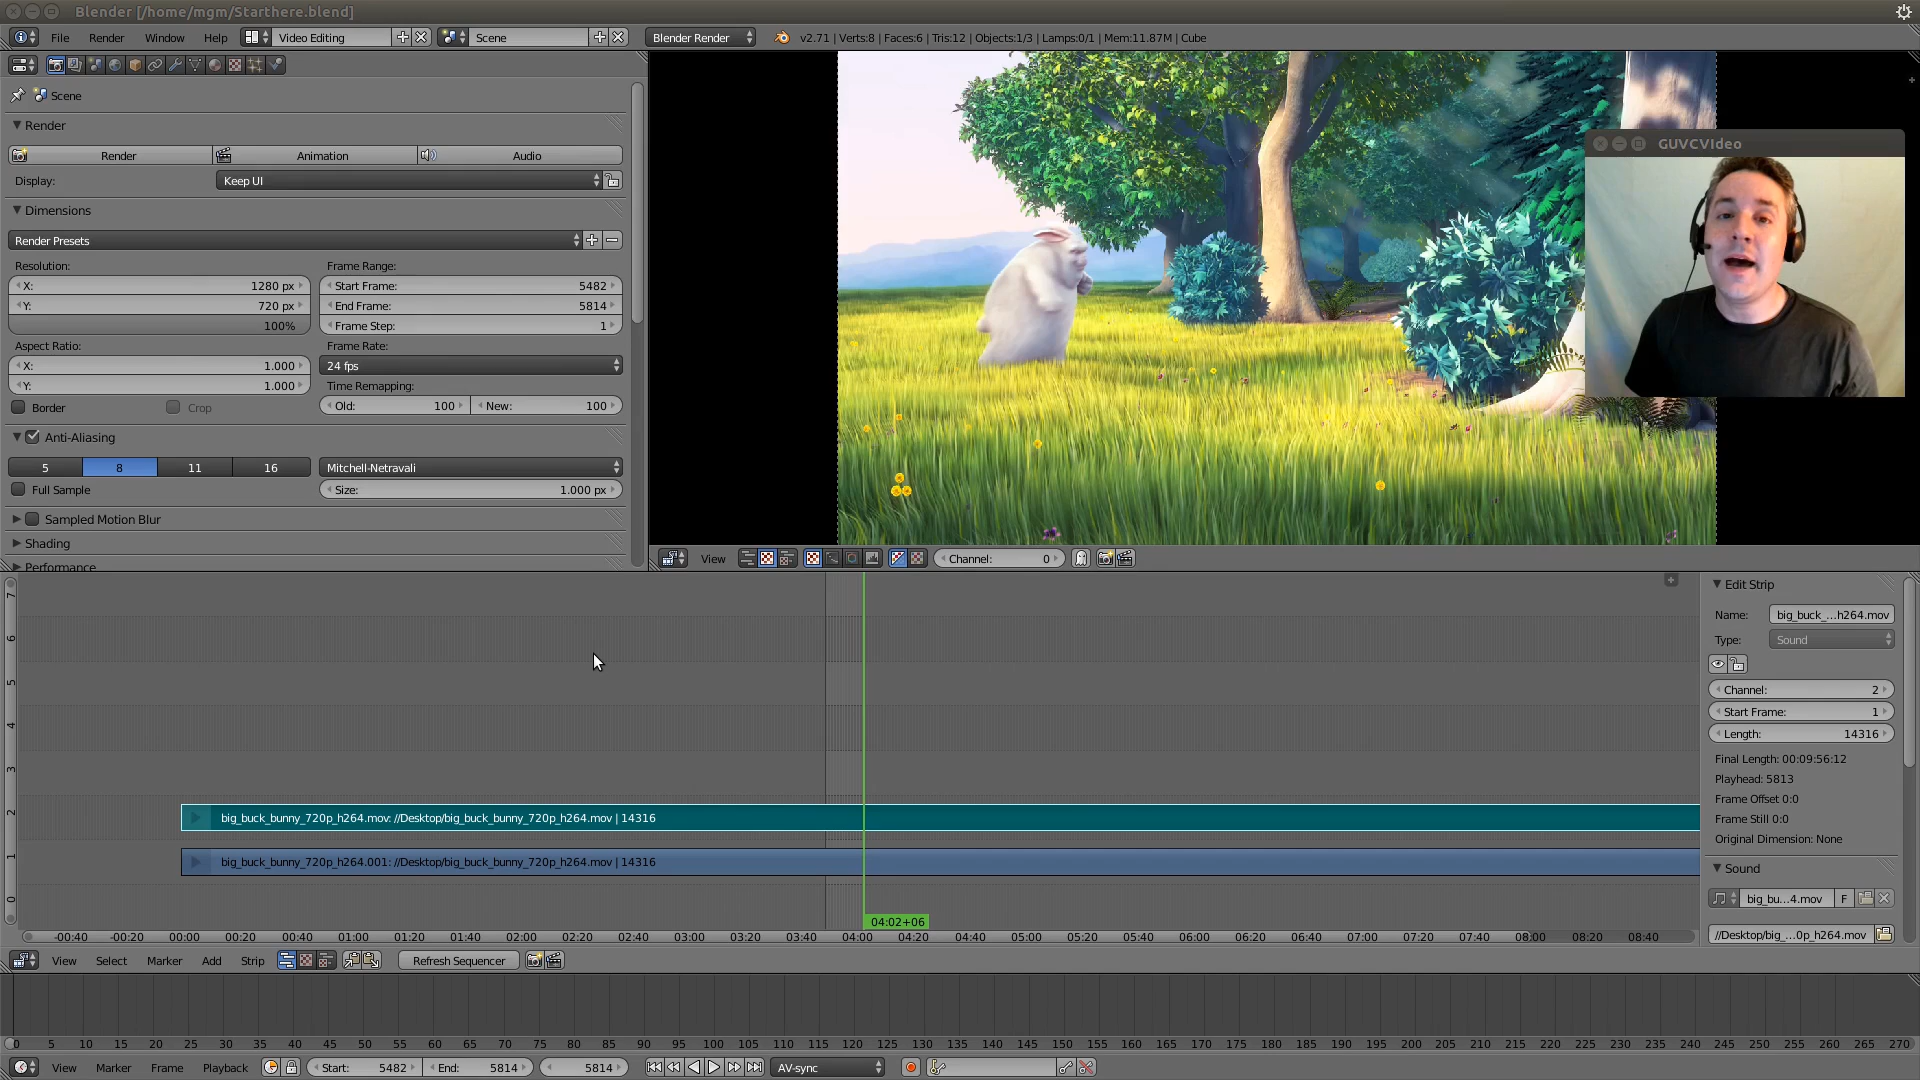 Blender [/home/mgm/Starthere.blend]
File Render Window Help Video Editing Scene Blender Render v2.71 | Verts:8 | Faces:6 | Tris:12 | Objects:1/3 | Lamps:0/1 | Mem:11.87M | Cube
Scene
Render
Render Animation Audio
Display: Keep UI
Dimensions
Render Presets
Resolution: Frame Range:
X: 1280 px Start Frame: 5482
Y: 720 px End Frame: 5814
100% Frame Step: 1
Aspect Ratio: Frame Rate:
X: 1.000 24 fps
Y: 1.000 Time Remapping:
Border Crop Old: 100 New: 100
Anti-Aliasing
5 8 11 16 Mitchell-Netravali
Full Sample Size: 1.000 px
Sampled Motion Blur
Shading
Performance
GUVCVIdeo
View Channel: 0
7
6
5
4
3
2
1
0
big_buck_bunny_720p_h264.mov: //Desktop/big_buck_bunny_720p_h264.mov | 14316
big_buck_bunny_720p_h264.001: //Desktop/big_buck_bunny_720p_h264.mov | 14316
04:02+06
-00:40 -00:20 00:00 00:20 00:40 01:00 01:20 01:40 02:00 02:20 02:40 03:00 03:20 03:40 04:00 04:20 04:40 05:00 05:20 05:40 06:00 06:20 06:40 07:00 07:20 07:40 08:00 08:20 08:40
Edit Strip
Name: big_buck_...h264.mov
Type: Sound
Channel: 2
Start Frame: 1
Length: 14316
Final Length: 00:09:56:12
Playhead: 5813
Frame Offset 0:0
Frame Still 0:0
Original Dimension: None
Sound
big_bu...4.mov F
//Desktop/big_...0p_h264.mov
View Select Marker Add Strip Refresh Sequencer
0 5 10 15 20 25 30 35 40 45 50 55 60 65 70 75 80 85 90 95 100 105 110 115 120 125 130 135 140 145 150 155 160 165 170 175 180 185 190 195 200 205 210 215 220 225 230 235 240 245 250 255 260 265 270
View Marker Frame Playback Start: 5482 End: 5814 5814 AV-sync